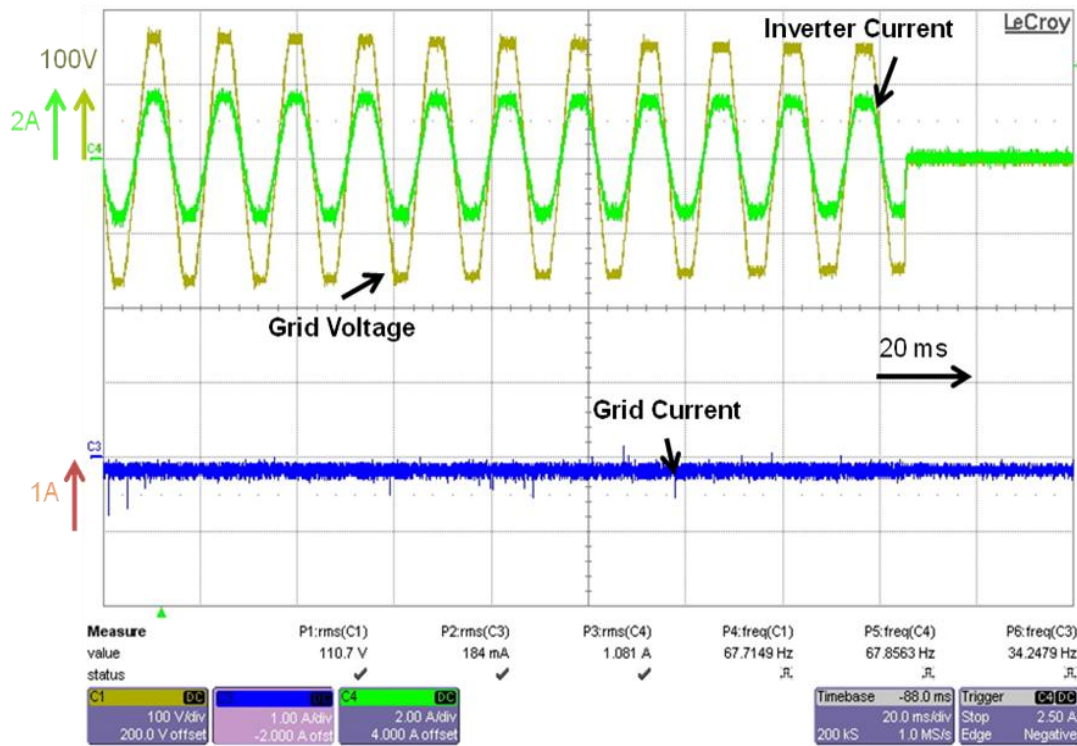 LeCroy
Inverter Current
100V
2A
C4
Grid Voltage
20 ms
Grid Current
C3
1A
Measure P1:rms(C1) P2:rms(C3) P3:rms(C4) P4:freq(C1) P5:freq(C4) P6:freq(C3)
value 110.7 V 184 mA 1.081 A 67.7149 Hz 67.8563 Hz 34.2479 Hz
status
C1 DC DC C4 DC Timebase -88.0 ms Trigger C4 DC
100 V/div 1.00 A/div 2.00 A/div 20.0 ms/div Stop 2.50 A
200.0 V offset -2.000 A ofst 4.000 A offset 200 kS 1.0 MS/s Edge Negative